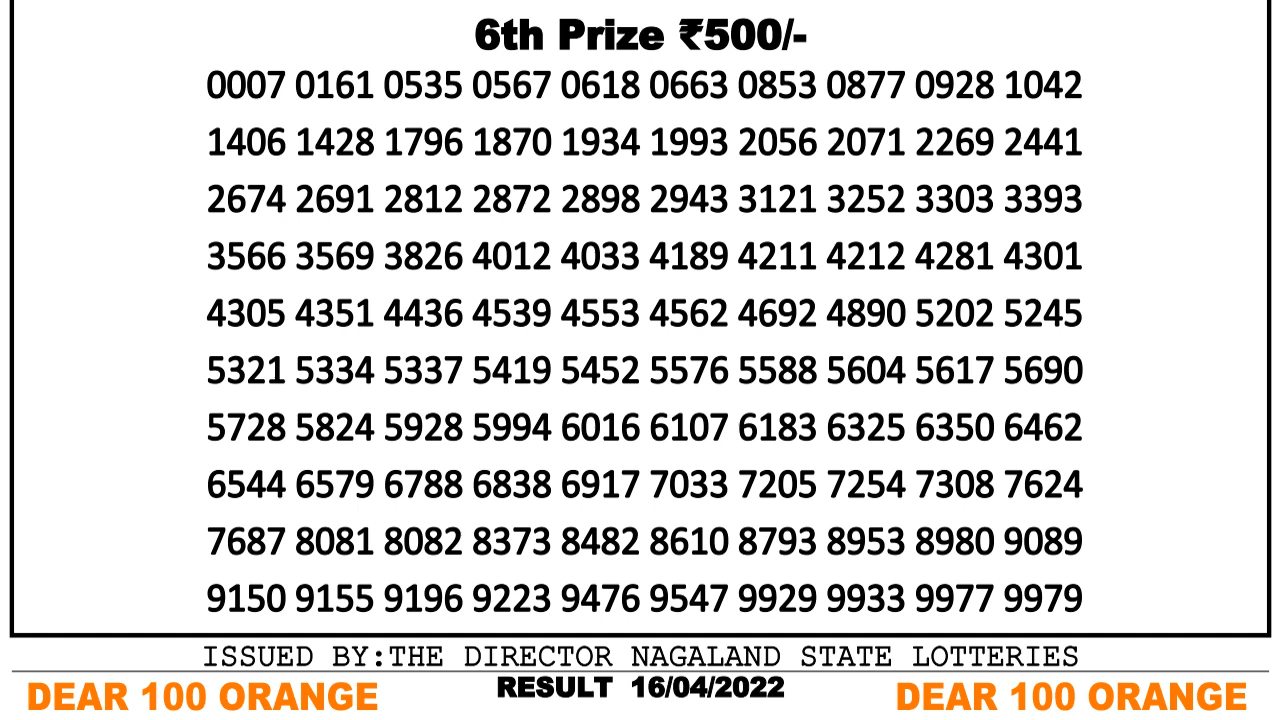 6th Prize ₹500/-
0007 0161 0535 0567 0618 0663 0853 0877 0928 1042
1406 1428 1796 1870 1934 1993 2056 2071 2269 2441
2674 2691 2812 2872 2898 2943 3121 3252 3303 3393
3566 3569 3826 4012 4033 4189 4211 4212 4281 4301
4305 4351 4436 4539 4553 4562 4692 4890 5202 5245
5321 5334 5337 5419 5452 5576 5588 5604 5617 5690
5728 5824 5928 5994 6016 6107 6183 6325 6350 6462
6544 6579 6788 6838 6917 7033 7205 7254 7308 7624
7687 8081 8082 8373 8482 8610 8793 8953 8980 9089
9150 9155 9196 9223 9476 9547 9929 9933 9977 9979
ISSUED BY:THE DIRECTOR NAGALAND STATE LOTTERIES
DEAR 100 ORANGE RESULT 16/04/2022 DEAR 100 ORANGE